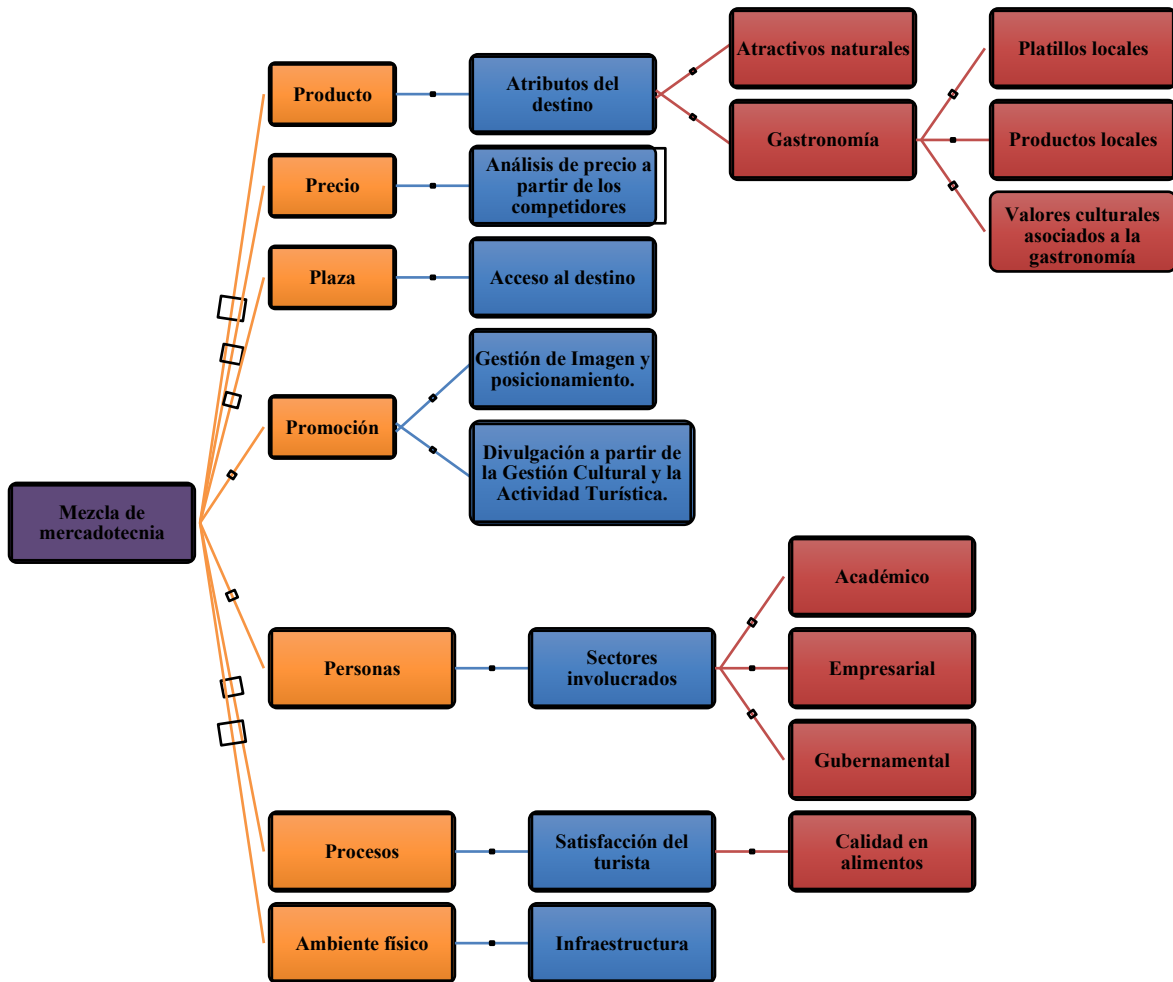 Mezcla de
mercadotecnia
Producto
Atributos del
destino
Atractivos naturales
Gastronomía
Platillos locales
Productos locales
Valores culturales
asociados a la
gastronomía
Precio
Análisis de precio a
partir de los
competidores
Plaza
Acceso al destino
Promoción
Gestión de Imagen y
posicionamiento.
Divulgación a partir de
la Gestión Cultural y la
Actividad Turística.
Personas
Sectores
involucrados
Académico
Empresarial
Gubernamental
Procesos
Satisfacción del
turista
Calidad en
alimentos
Ambiente físico
Infraestructura